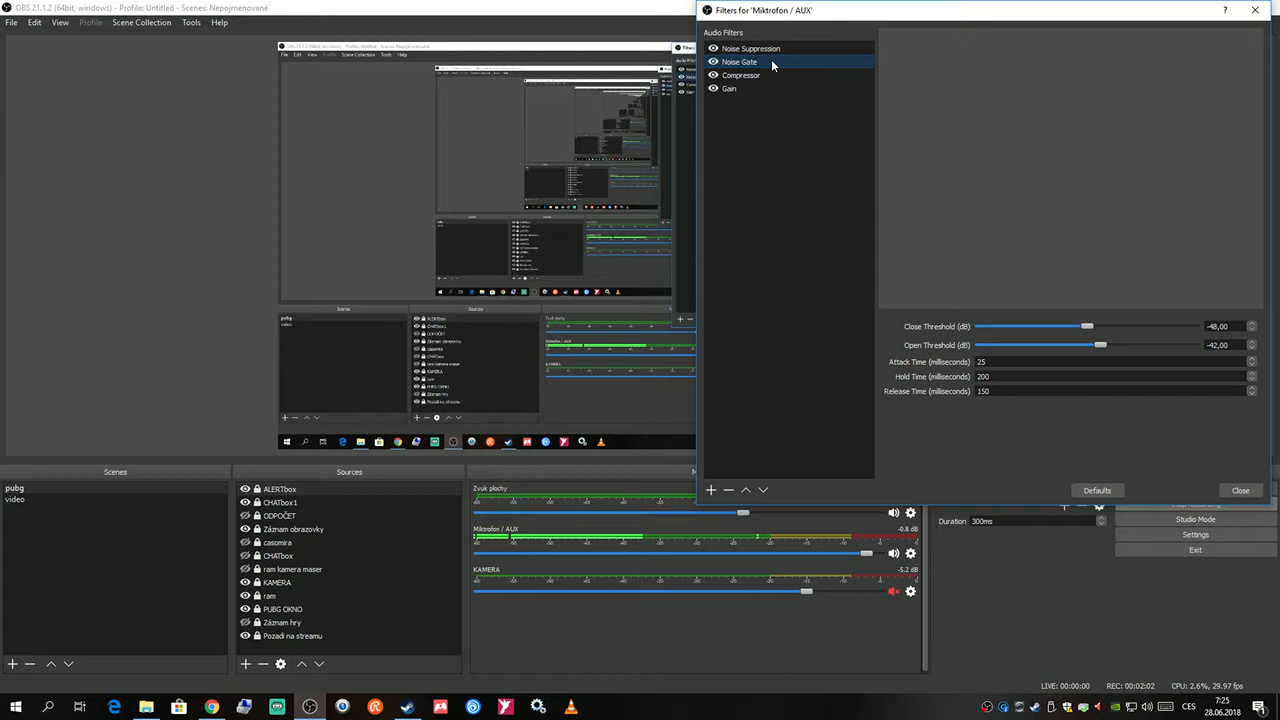 OBS 21.1.2 (64bit, windows) - Profile: Untitled - Scenes: Nepojmenované
File
Edit
View
Profile
Scene Collection
Tools
Help
Filters for 'Miktrofon / AUX'
?
Audio Filters
Noise Suppression
Noise Gate
Compressor
Gain
Close Threshold (dB)
-48,00
Open Threshold (dB)
-42,00
Attack Time (milliseconds)
25
Hold Time (milliseconds)
200
Release Time (milliseconds)
150
Defaults
Close
Scenes
pubg
video
Sources
ALERTbox
CHATbox1
ODPOČET
Záznam obrazovky
casomira
CHATbox
ram kamera maser
KAMERA
ram
PUBG OKNO
Záznam hry
Pozadi na streamu
Zvuk plochy
Miktrofon / AUX
-0.8 dB
KAMERA
-5.2 dB
Duration
300ms
Studio Mode
Settings
Exit
LIVE: 00:00:00
REC: 00:02:02
CPU: 2.6%, 29.97 fps
CES
7:25
28.06.2018